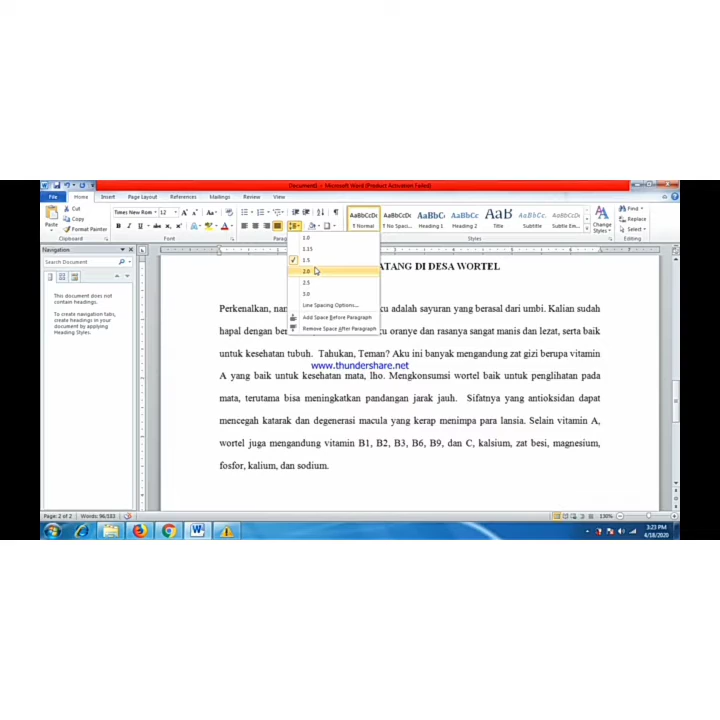 Document1 - Microsoft Word (Product Activation Failed)
File Home Insert Page Layout References Mailings Review View
Cut
Copy
Format Painter
Paste
Clipboard
Times New Rom 12
Font
AaBbCcDc AaBbCcDc AaBbC AaBbCc AaB AaBbCc. AaBbCcDc
¶ Normal ¶ No Spaci... Heading 1 Heading 2 Title Subtitle Subtle Em...
Styles
Change
Styles
Find
Replace
Select
Editing
Navigation
Search Document
This document does not
contain headings.
To create navigation tabs,
create headings in your
document by applying
Heading Styles.
1.0
1.15
1.5
2.0
2.5
3.0
Line Spacing Options...
Add Space Before Paragraph
Remove Space After Paragraph
ATANG DI DESA WORTEL
Perkenalkan, nam ku adalah sayuran yang berasal dari umbi. Kalian sudah
hapal dengan ben ku oranye dan rasanya sangat manis dan lezat, serta baik
untuk kesehatan tubuh. Tahukan, Teman? Aku ini banyak mengandung zat gizi berupa vitamin
www.thundershare.net
A yang baik untuk kesehatan mata, lho. Mengkonsumsi wortel baik untuk penglihatan pada
mata, terutama bisa meningkatkan pandangan jarak jauh. Sifatnya yang antioksidan dapat
mencegah katarak dan degenerasi macula yang kerap menimpa para lansia. Selain vitamin A,
wortel juga mengandung vitamin B1, B2, B3, B6, B9, dan C, kalsium, zat besi, magnesium,
fosfor, kalium, dan sodium.
Page: 2 of 2 Words: 96/583
130%
3:23 PM
4/18/2020